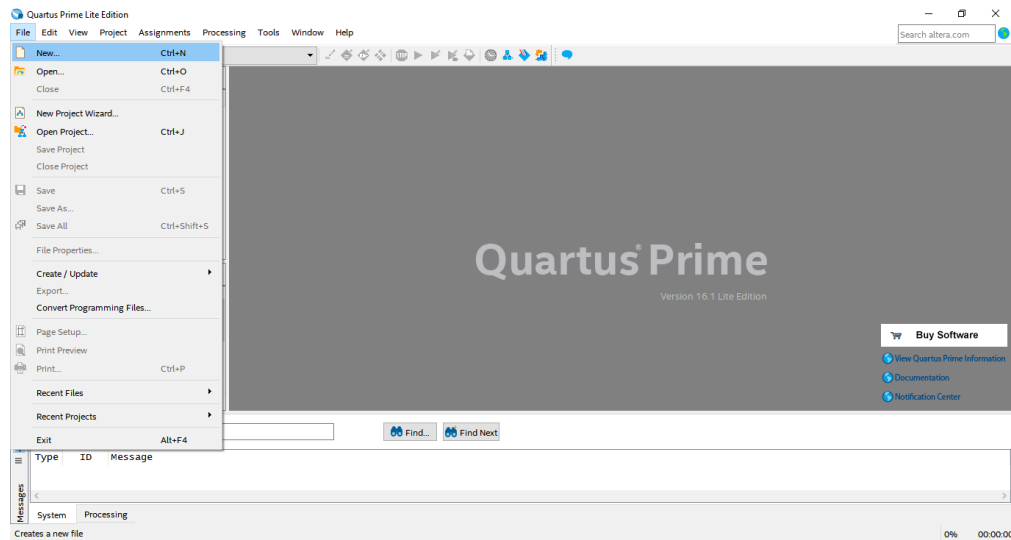 Quartus Prime Lite Edition
File Edit View Project Assignments Processing Tools Window Help
Search altera.com
New... Ctrl+N
Open... Ctrl+O
Close Ctrl+F4
New Project Wizard...
Open Project... Ctrl+J
Save Project
Close Project
Save Ctrl+S
Save As...
Save All Ctrl+Shift+S
File Properties...
Create / Update
Export...
Convert Programming Files...
Page Setup...
Print Preview
Print... Ctrl+P
Recent Files
Recent Projects
Exit Alt+F4
Quartus® Prime
Version 16.1 Lite Edition
Buy Software
View Quartus Prime Information
Documentation
Notification Center
Find... Find Next
Type ID Message
Messages
System Processing
Creates a new file 0% 00:00:00